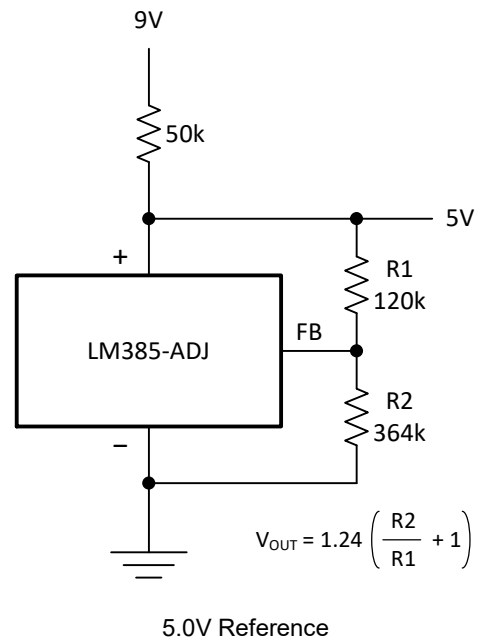 9V
50k
5V
+
R1
120k
FB
LM385-ADJ
R2
364k
−
V_OUT = 1.24 ( R2 / R1 + 1 )
5.0V Reference